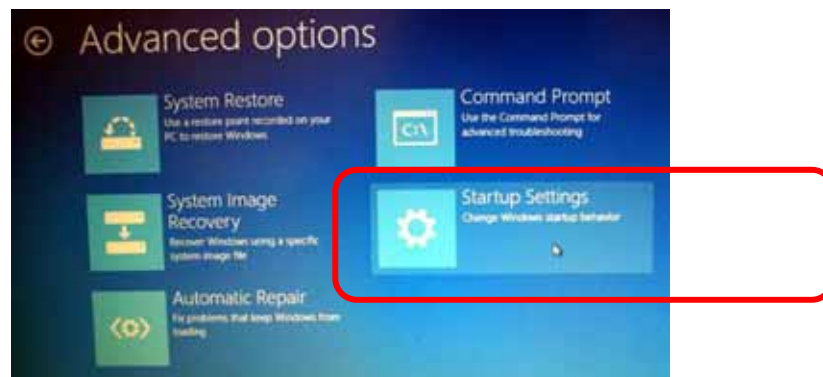 Advanced options
System Restore
Use a restore point recorded on your
PC to restore Windows
System Image
Recovery
Recover Windows using a specific
system image file
Automatic Repair
Fix problems that keep Windows from
loading
Command Prompt
Use the Command Prompt for
advanced troubleshooting
C:\
Startup Settings
Change Windows startup behavior